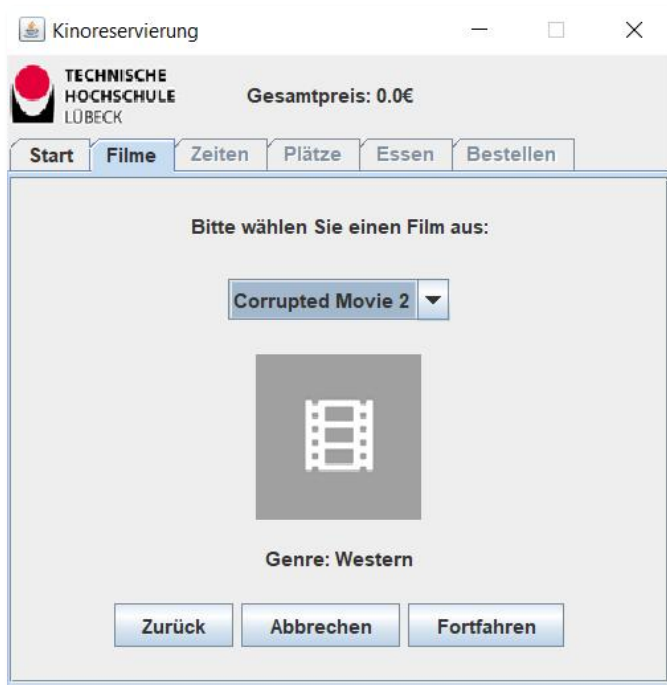 Kinoreservierung
TECHNISCHE
HOCHSCHULE
LÜBECK
Gesamtpreis: 0.0€
Start Filme Zeiten Plätze Essen Bestellen
Bitte wählen Sie einen Film aus:
Corrupted Movie 2
Genre: Western
Zurück Abbrechen Fortfahren